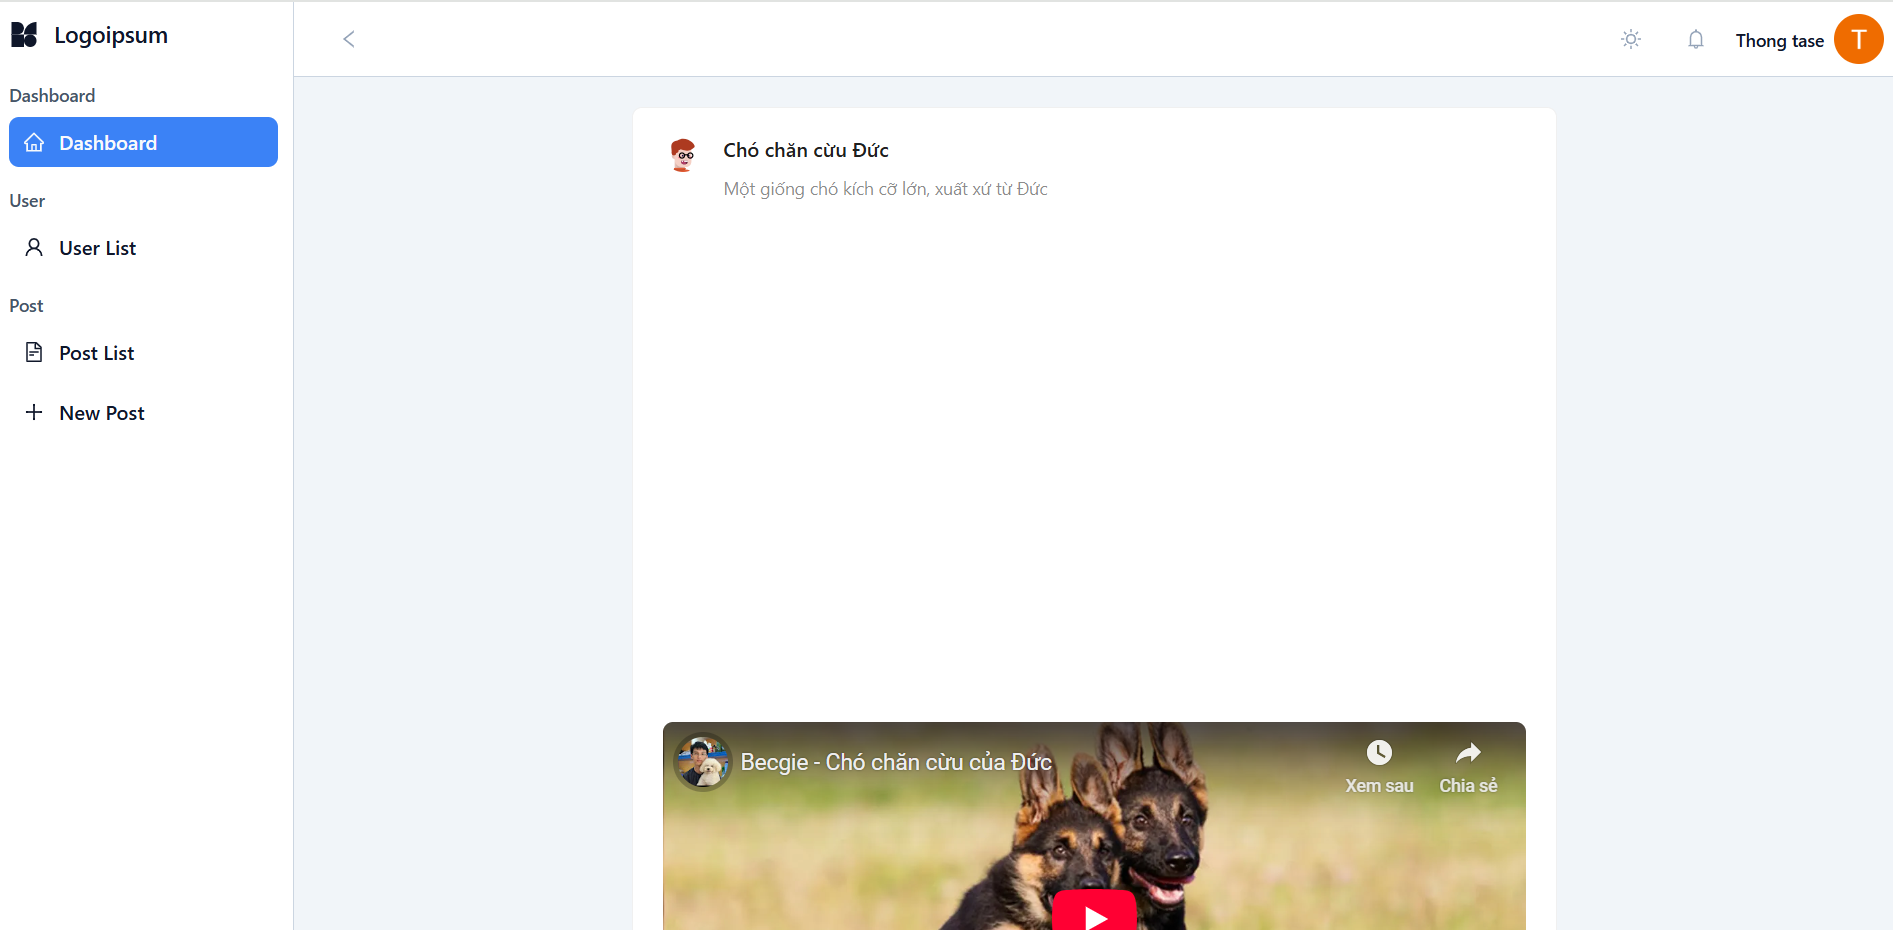 Logoipsum
Thong tase
T
Dashboard
Dashboard
User
User List
Post
Post List
New Post
Chó chăn cừu Đức
Một giống chó kích cỡ lớn, xuất xứ từ Đức
Becgie - Chó chăn cừu của Đức
Xem sau
Chia sẻ